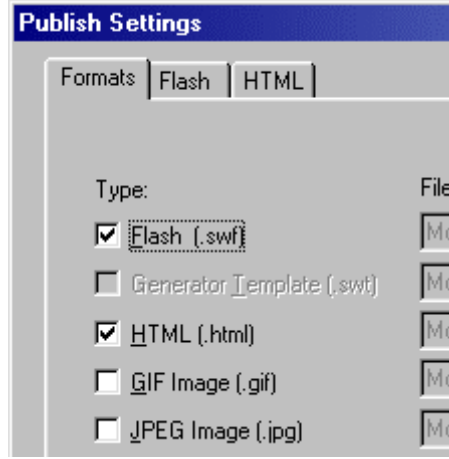 Publish Settings
Formats Flash HTML
Type: File
Flash (.swf)
Generator Template (.swt)
HTML (.html)
GIF Image (.gif)
JPEG Image (.jpg)